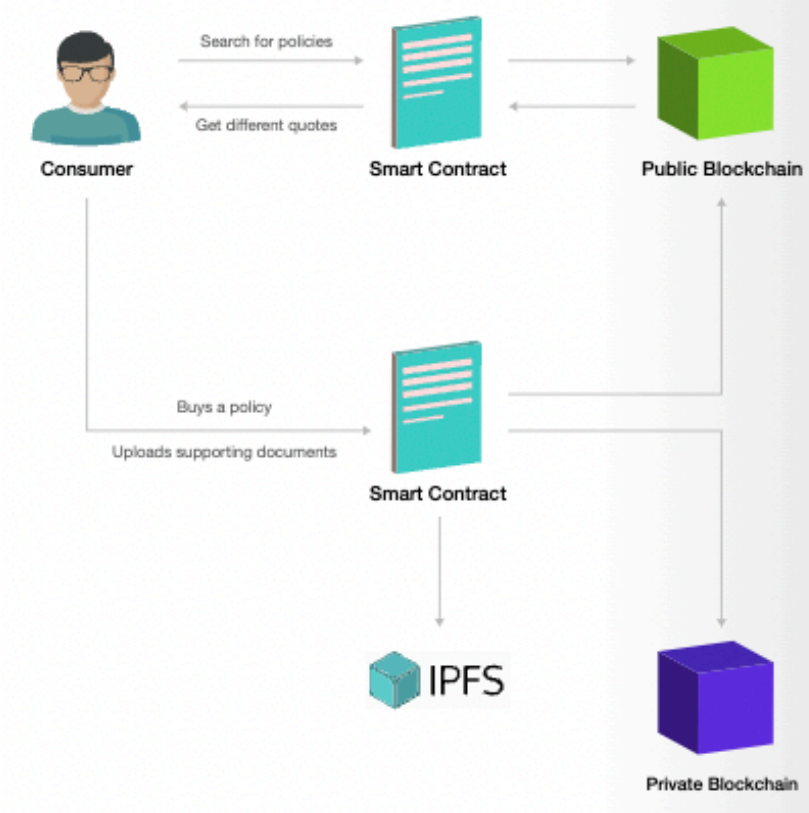 Search for policies
Get different quotes
Consumer
Smart Contract
Public Blockchain
Buys a policy
Uploads supporting documents
Smart Contract
IPFS
Private Blockchain